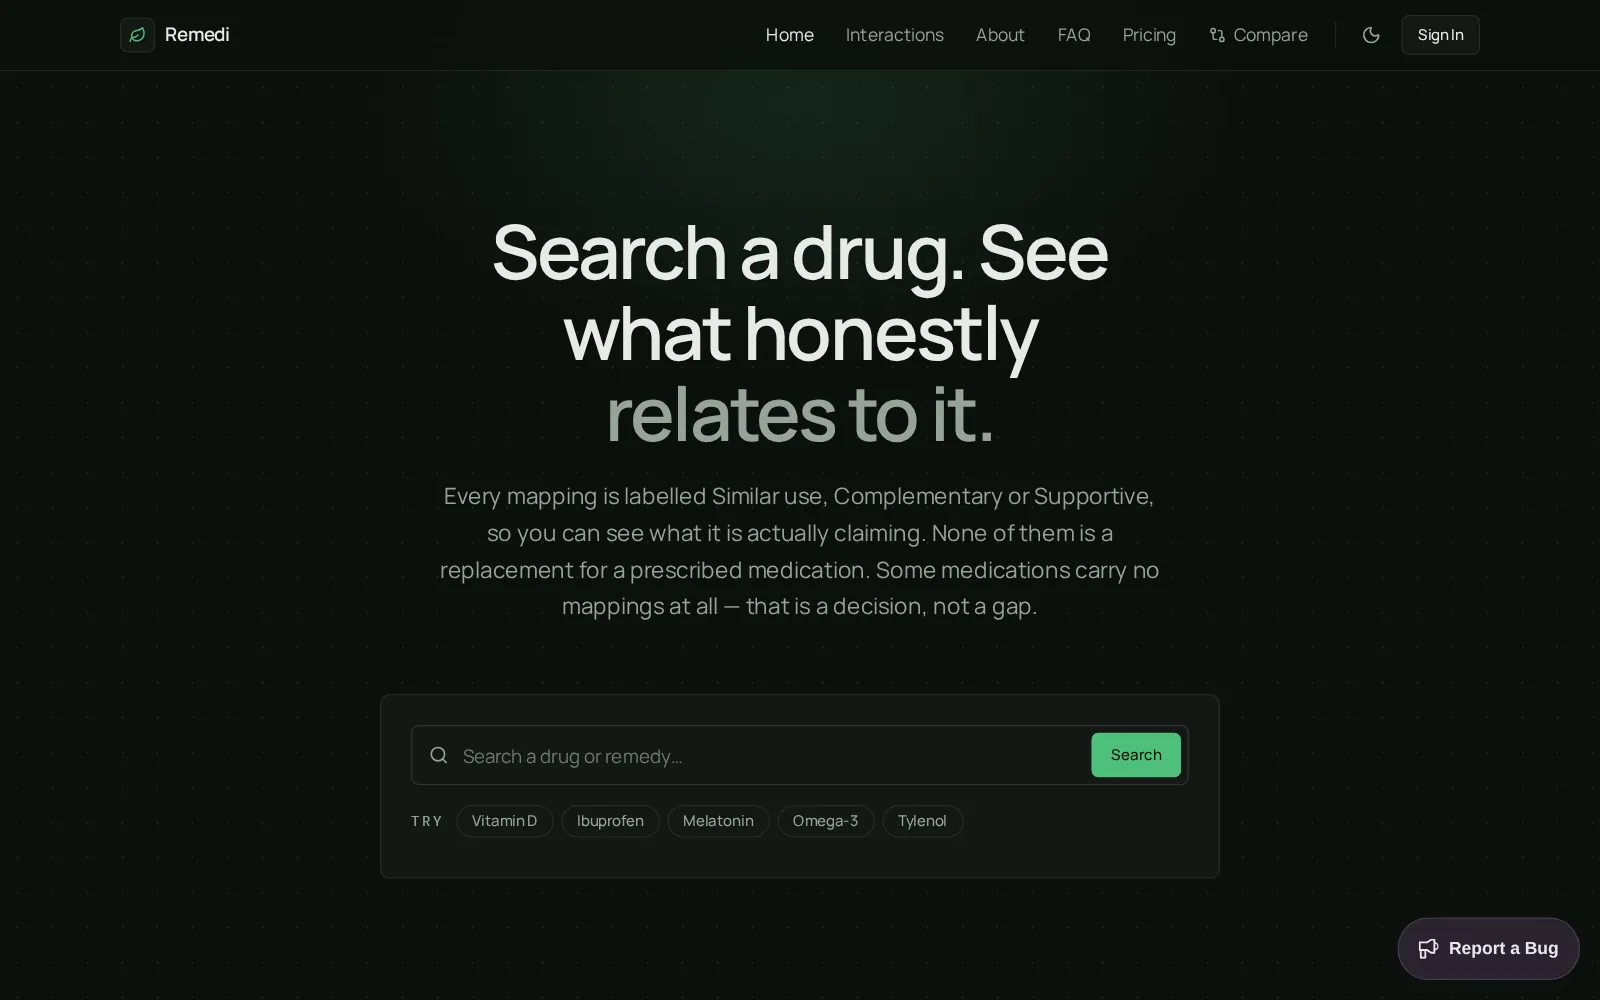 Remedi
Home
Interactions
About
FAQ
Pricing
Compare
Sign In
Search a drug. See
what honestly
relates to it.
Every mapping is labelled Similar use, Complementary or Supportive,
so you can see what it is actually claiming. None of them is a
replacement for a prescribed medication. Some medications carry no
mappings at all — that is a decision, not a gap.
Search a drug or remedy...
Search
TRY
Vitamin D
Ibuprofen
Melatonin
Omega-3
Tylenol
Report a Bug